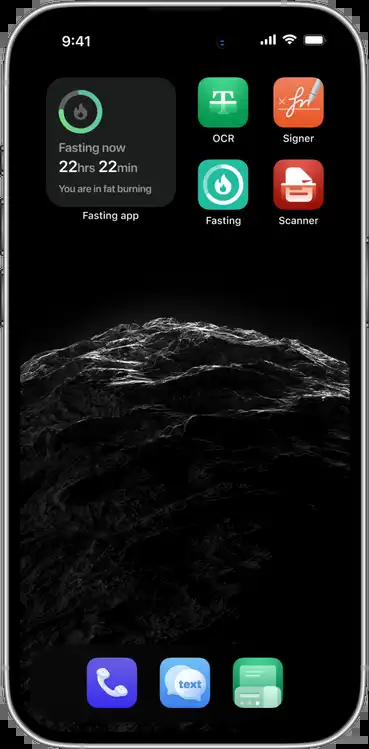 9:41
Fasting now
22hrs 22min
You are in fat burning
Fasting app
OCR
Signer
Fasting
Scanner
text